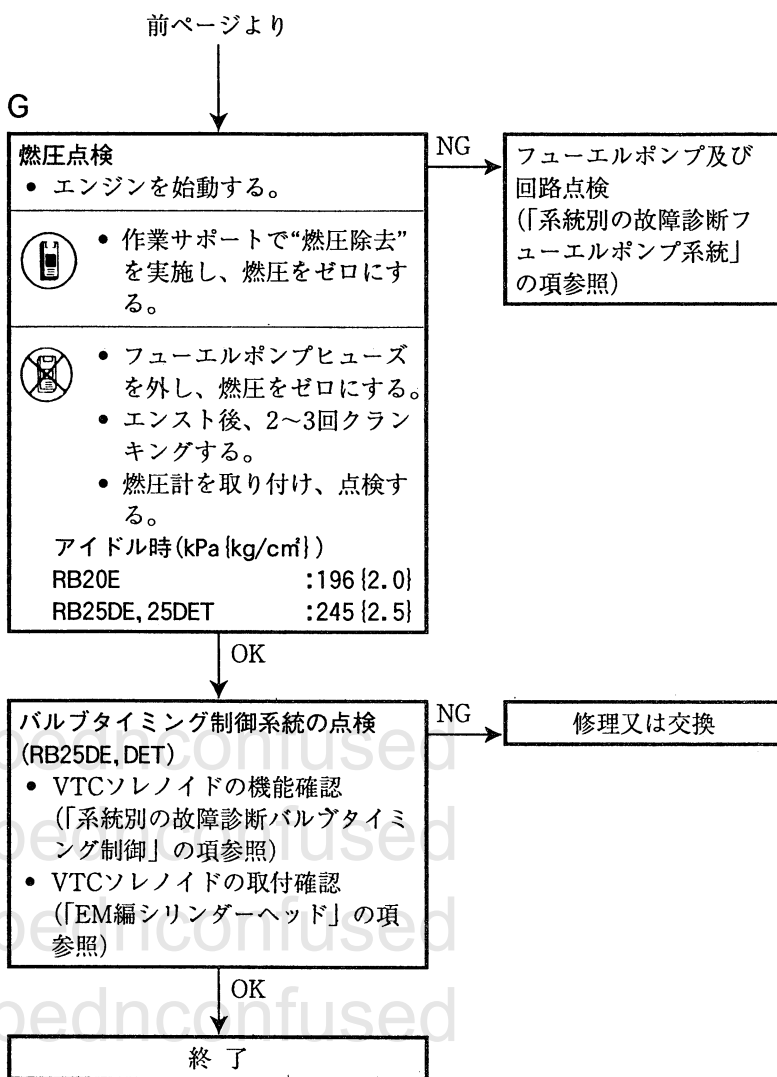 前ページより
G
燃圧点検
• エンジンを始動する。
• 作業サポートで“燃圧除去”
を実施し、燃圧をゼロにす
る。
• フューエルポンプヒューズ
を外し、燃圧をゼロにする。
• エンスト後、2〜3回クラン
キングする。
• 燃圧計を取り付け、点検す
る。
アイドル時(kPa{kg/c㎡})
RB20E :196{2.0}
RB25DE, 25DET :245{2.5}
NG
フューエルポンプ及び
回路点検
(「系統別の故障診断フ
ューエルポンプ系統」
の項参照)
OK
バルブタイミング制御系統の点検
(RB25DE, DET)
• VTCソレノイドの機能確認
(「系統別の故障診断バルブタイミ
ング制御」の項参照)
• VTCソレノイドの取付確認
(「EM編シリンダーヘッド」の項
参照)
NG
修理又は交換
OK
終 了
pednconfused
pednconfused
pednconfused
pednconfused